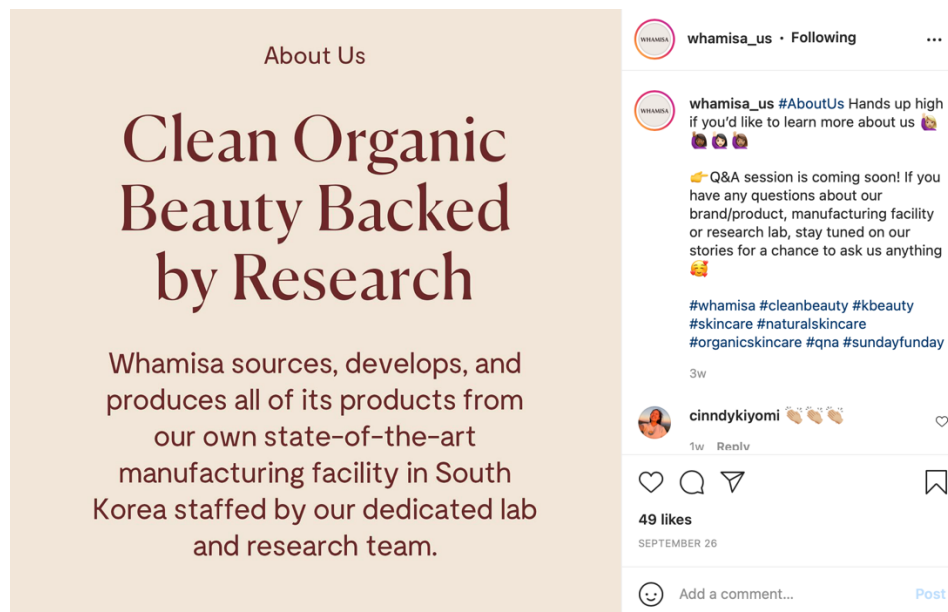 About Us
Clean Organic
Beauty Backed
by Research
Whamisa sources, develops, and
produces all of its products from
our own state-of-the-art
manufacturing facility in South
Korea staffed by our dedicated lab
and research team.
WHAMISA
whamisa_us • Following
WHAMISA
whamisa_us #AboutUs Hands up high
if you'd like to learn more about us 🙋🏼‍♀️
🙋🏾‍♀️🙋🏻‍♀️🙋🏽‍♀️
👉Q&A session is coming soon! If you
have any questions about our
brand/product, manufacturing facility
or research lab, stay tuned on our
stories for a chance to ask us anything
🥰
#whamisa #cleanbeauty #kbeauty
#skincare #naturalskincare
#organicskincare #qna #sundayfunday
3w
cinndykiyomi 👏🏼👏🏼👏🏼
1w Reply
49 likes
SEPTEMBER 26
Add a comment...
Post